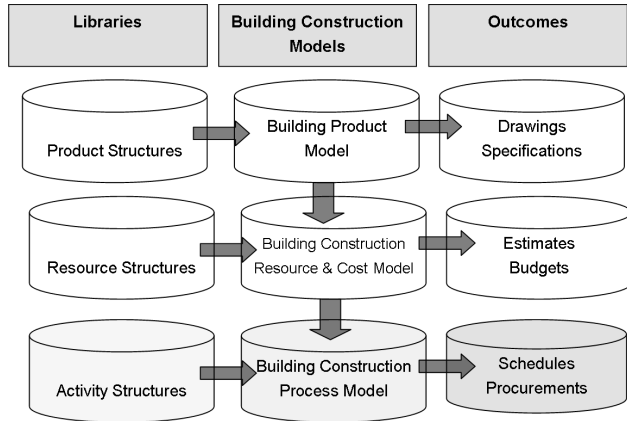 Libraries
Building Construction
Models
Outcomes
Product Structures
Building Product
Model
Drawings
Specifications
Resource Structures
Building Construction
Resource & Cost Model
Estimates
Budgets
Activity Structures
Building Construction
Process Model
Schedules
Procurements